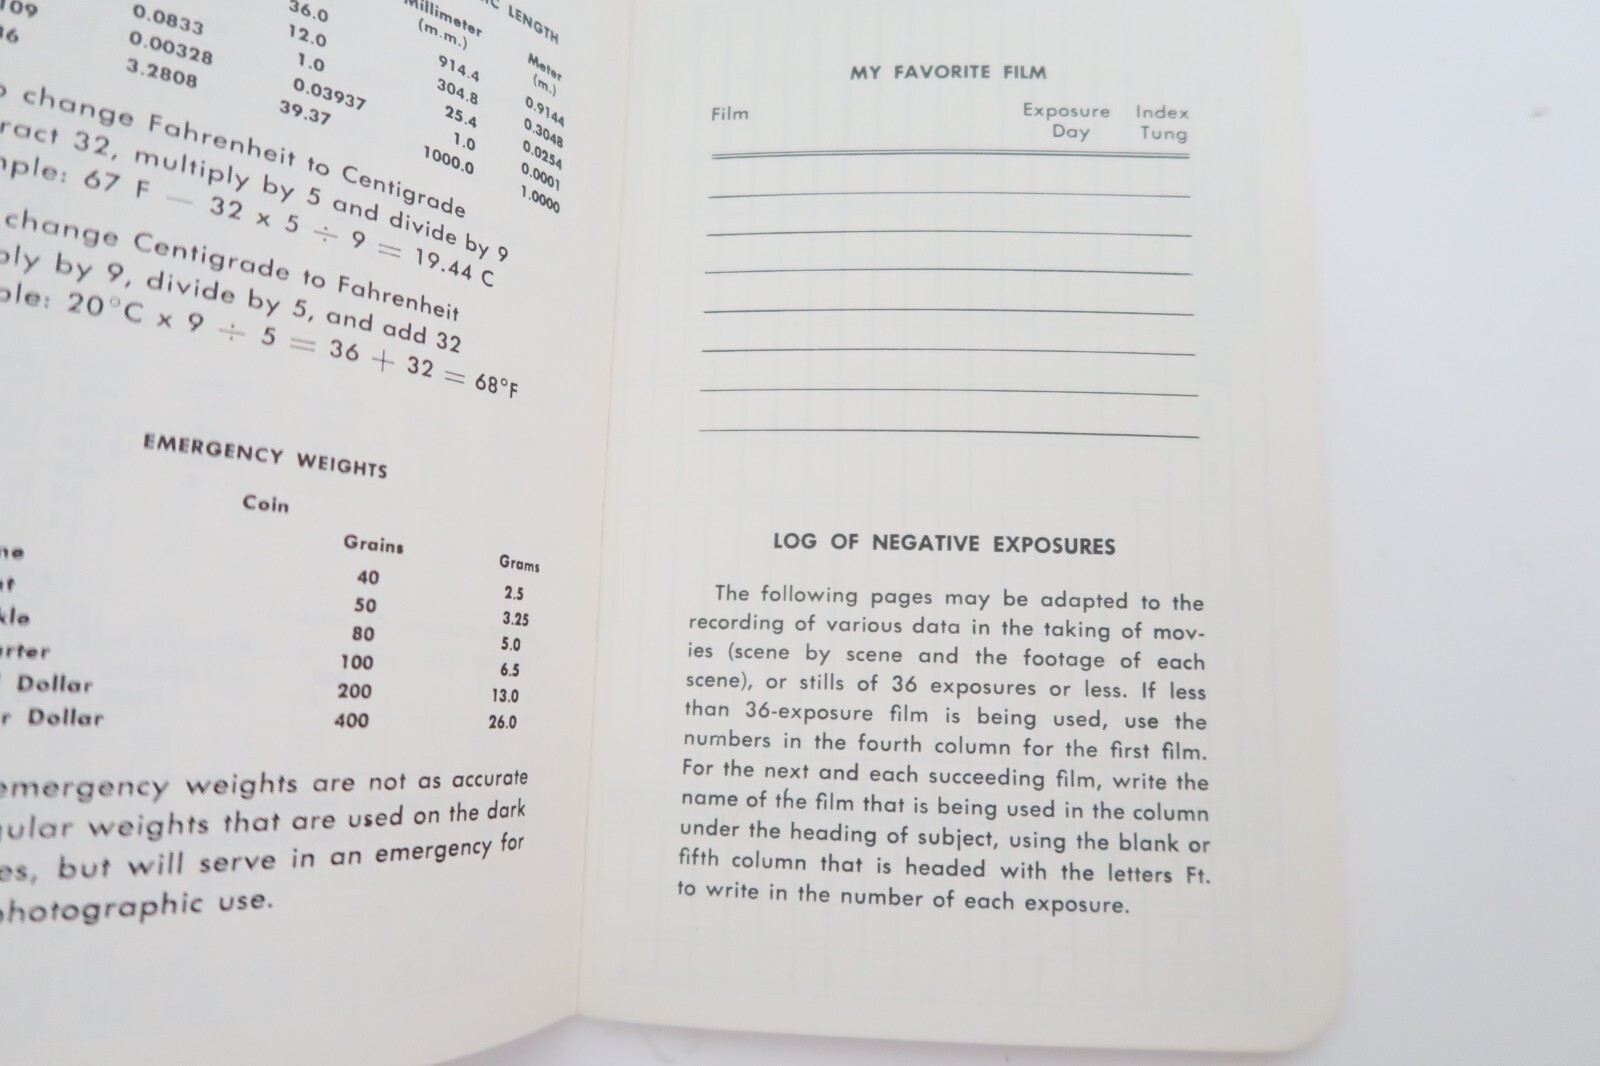 IC LENGTH
Millimeter
(m.m.)
Meter
(m.)
109 0.0833 36.0 914.4 0.9144
36 0.00328 12.0 304.8 0.3048
3.2808 1.0 25.4 0.0254
0.03937 1.0 0.0001
39.37 1000.0 1.0000
change Fahrenheit to Centigrade
ract 32, multiply by 5 and divide by 9
mple: 67 F — 32 x 5 ÷ 9 = 19.44 C
change Centigrade to Fahrenheit
ply by 9, divide by 5, and add 32
ple: 20°C x 9 ÷ 5 = 36 + 32 = 68°F
EMERGENCY WEIGHTS
Coin
Grains Grams
me 40 2.5
nt 50 3.25
kle 80 5.0
arter 100 6.5
Dollar 200 13.0
r Dollar 400 26.0
emergency weights are not as accurate
gular weights that are used on the dark
es, but will serve in an emergency for
photographic use.
MY FAVORITE FILM
Film Exposure Index
Day Tung
LOG OF NEGATIVE EXPOSURES
The following pages may be adapted to the
recording of various data in the taking of mov-
ies (scene by scene and the footage of each
scene), or stills of 36 exposures or less. If less
than 36-exposure film is being used, use the
numbers in the fourth column for the first film.
For the next and each succeeding film, write the
name of the film that is being used in the column
under the heading of subject, using the blank or
fifth column that is headed with the letters Ft.
to write in the number of each exposure.